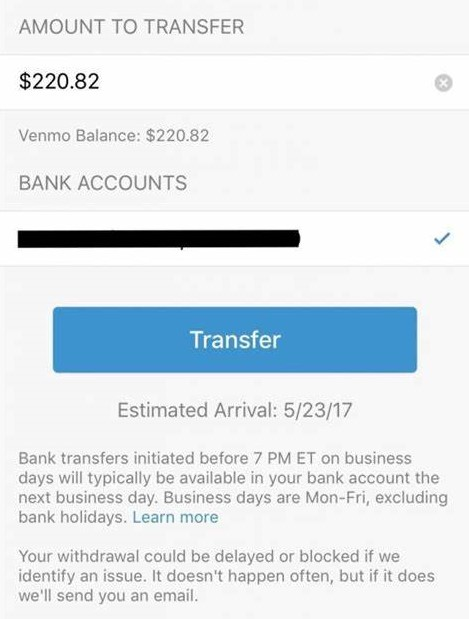 AMOUNT TO TRANSFER
$220.82
Venmo Balance: $220.82
BANK ACCOUNTS
Transfer
Estimated Arrival: 5/23/17
Bank transfers initiated before 7 PM ET on business
days will typically be available in your bank account the
next business day. Business days are Mon-Fri, excluding
bank holidays. Learn more
Your withdrawal could be delayed or blocked if we
identify an issue. It doesn't happen often, but if it does
we'll send you an email.